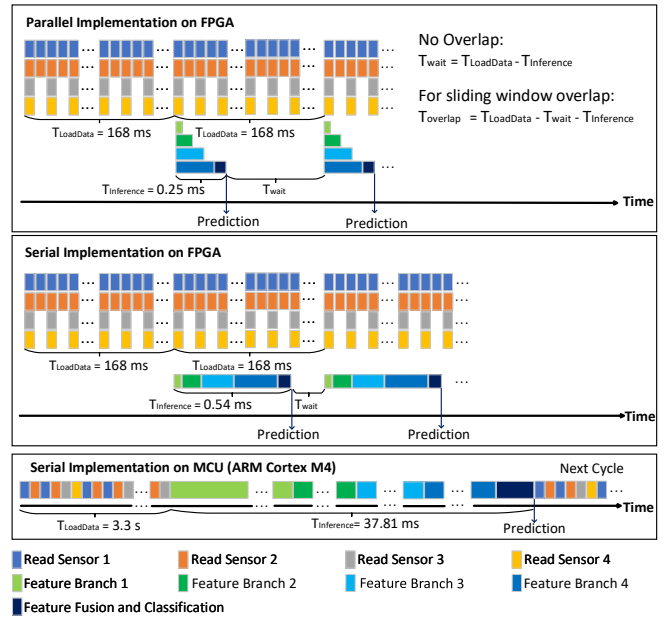 Parallel Implementation on FPGA
No Overlap:
Twait = TLoadData - TInference
For sliding window overlap:
Toverlap = TLoadData - Twait - TInference
... ... ... ...
... ... ... ...
... ... ... ...
... ... ... ...
TLoadData = 168 ms TLoadData = 168 ms
...
TInference = 0.25 ms Twait
Time
Prediction Prediction
Serial Implementation on FPGA
... ... ... ... ...
... ... ... ... ...
... ... ... ... ...
... ... ... ... ...
TLoadData = 168 ms TLoadData = 168 ms
...
TInference = 0.54 ms Twait
Time
Prediction Prediction
Serial Implementation on MCU (ARM Cortex M4) Next Cycle
... ... ... ... ... ...
... ... ... ... ... ... Time
TLoadData = 3.3 s TInference= 37.81 ms
Prediction
Read Sensor 1 Read Sensor 2 Read Sensor 3 Read Sensor 4
Feature Branch 1 Feature Branch 2 Feature Branch 3 Feature Branch 4
Feature Fusion and Classification